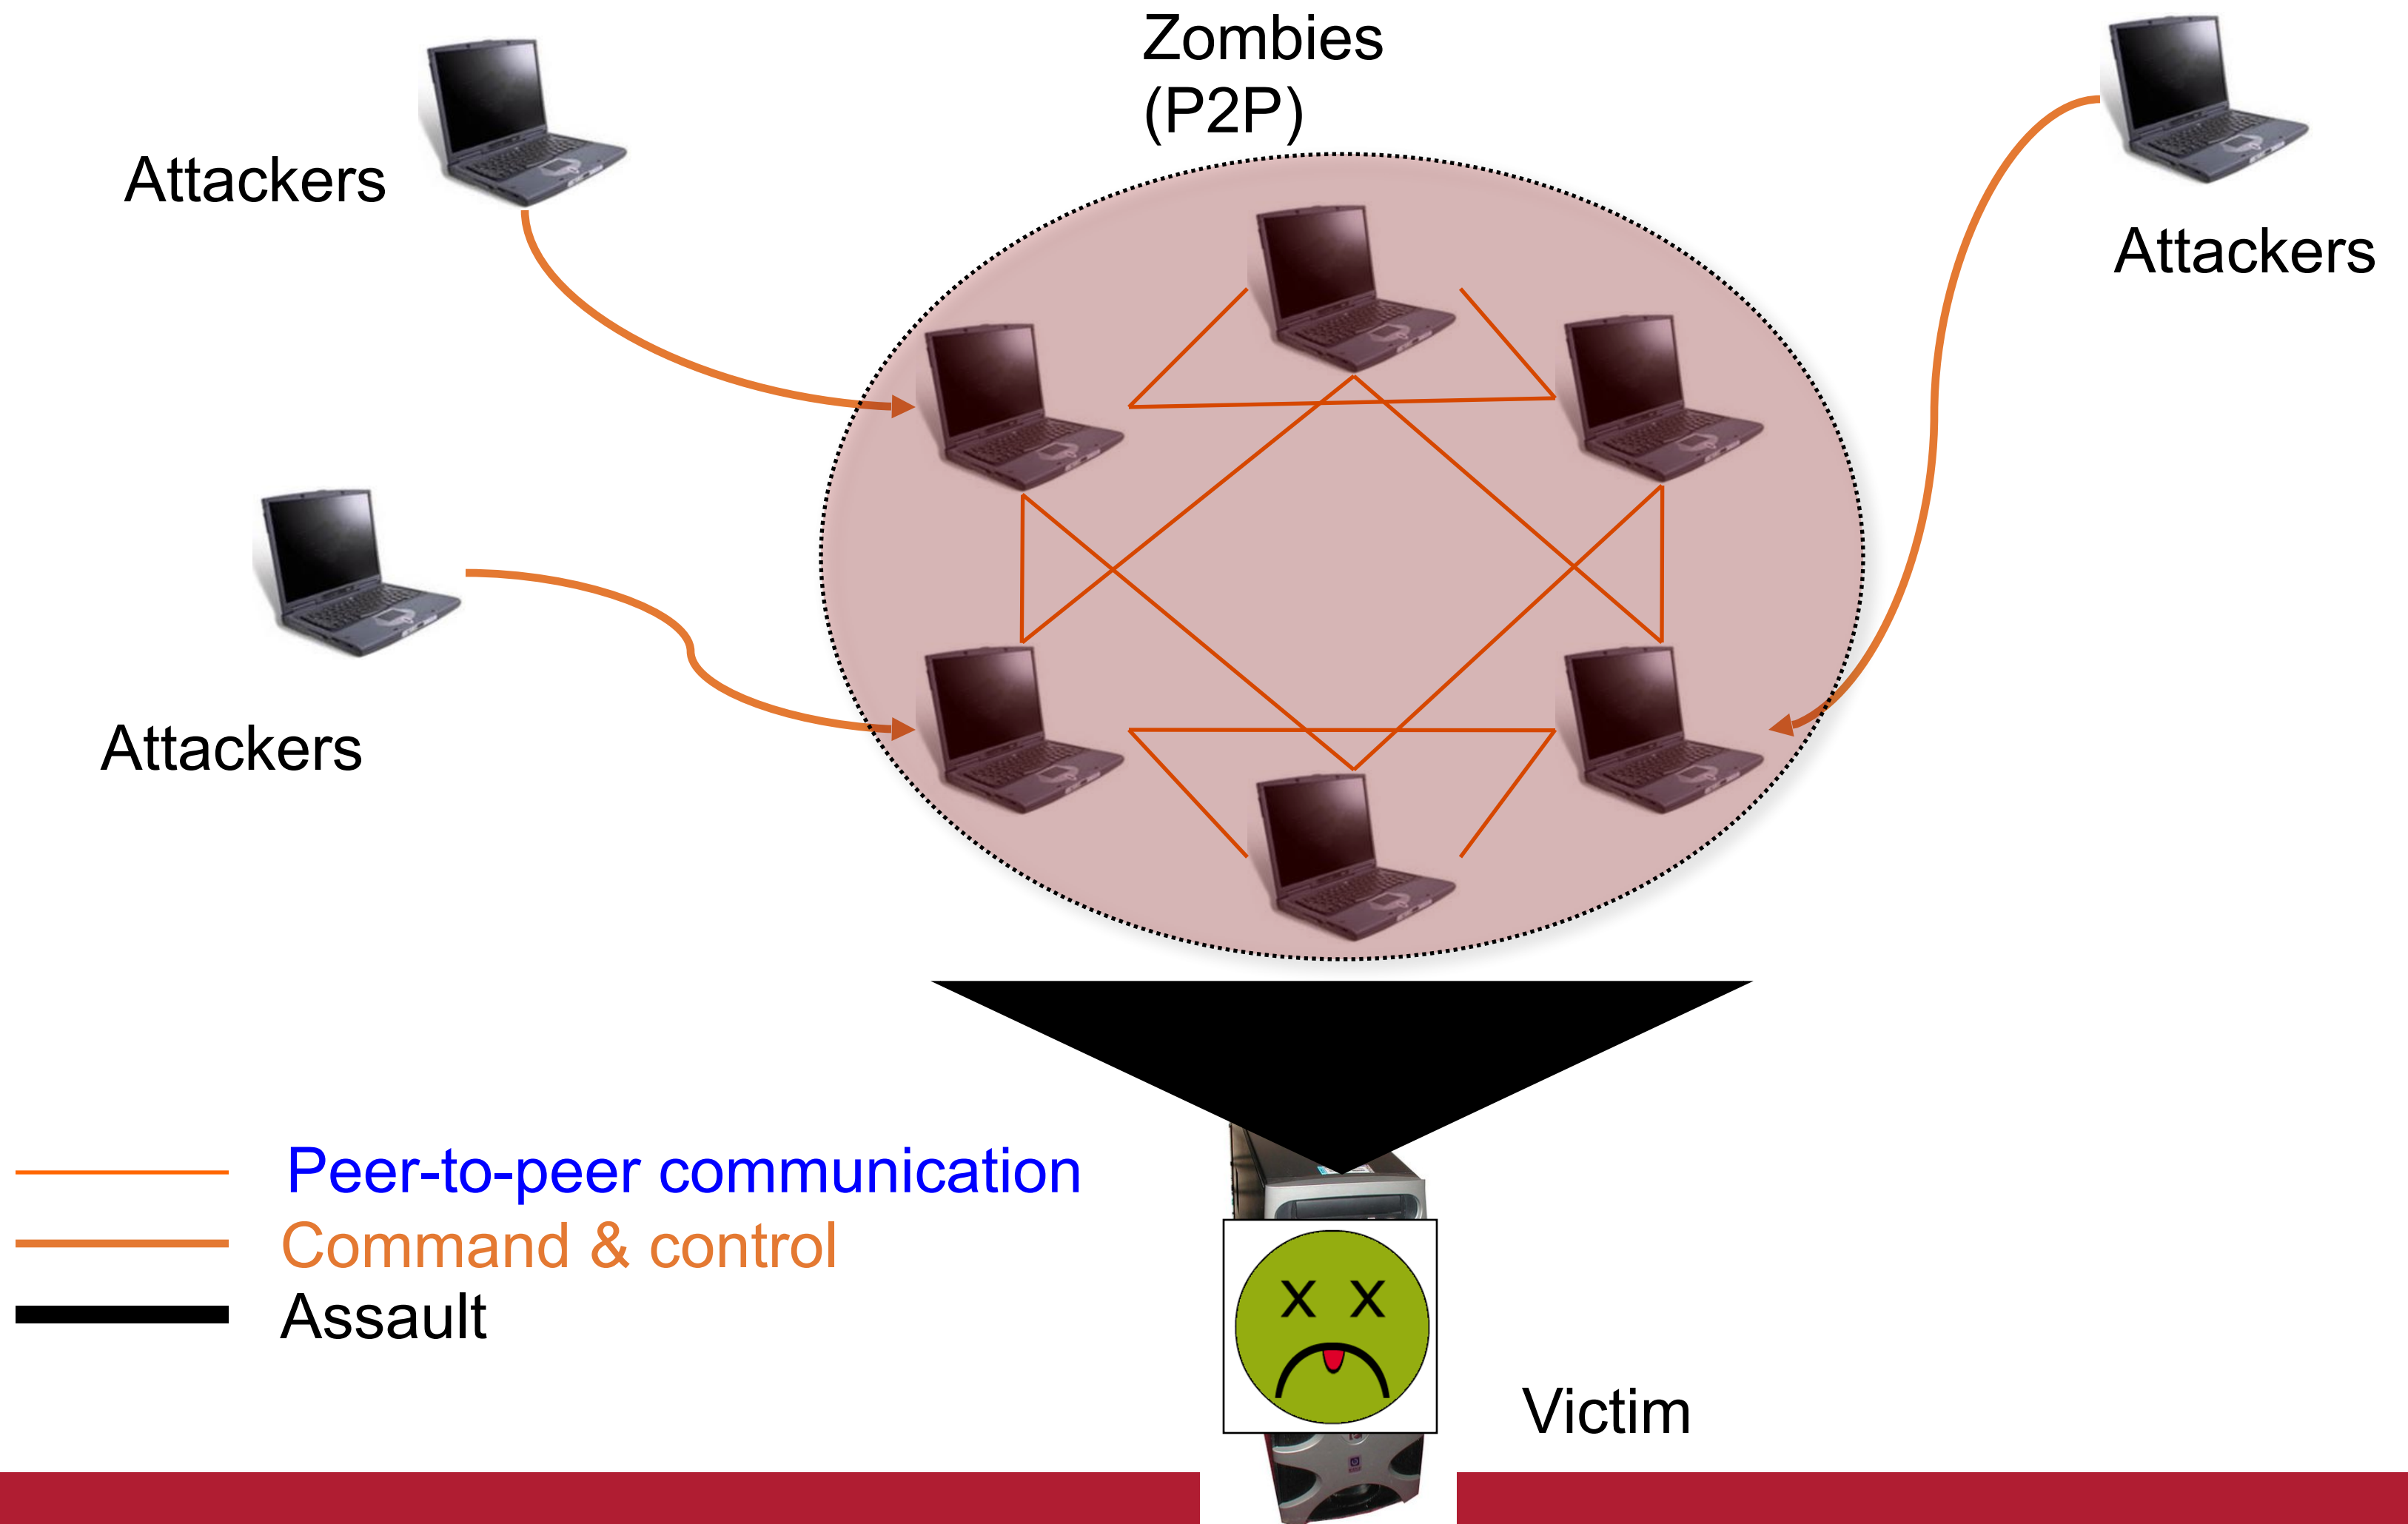 Zombies
(P2P)
Attackers
Attackers
Attackers
Peer-to-peer communication
Command & control
Assault
X X
Victim